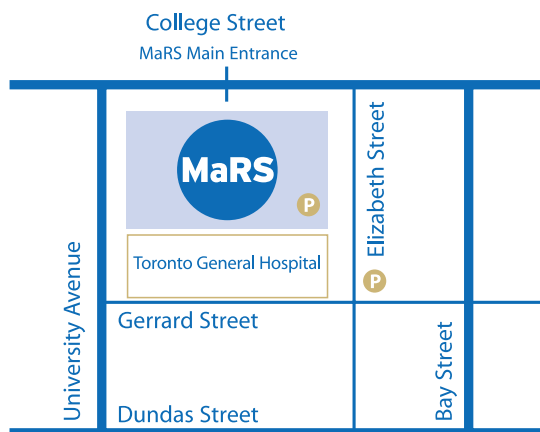 College Street
MaRS Main Entrance
MaRS
P
Elizabeth Street
Toronto General Hospital
P
University Avenue
Gerrard Street
Bay Street
Dundas Street